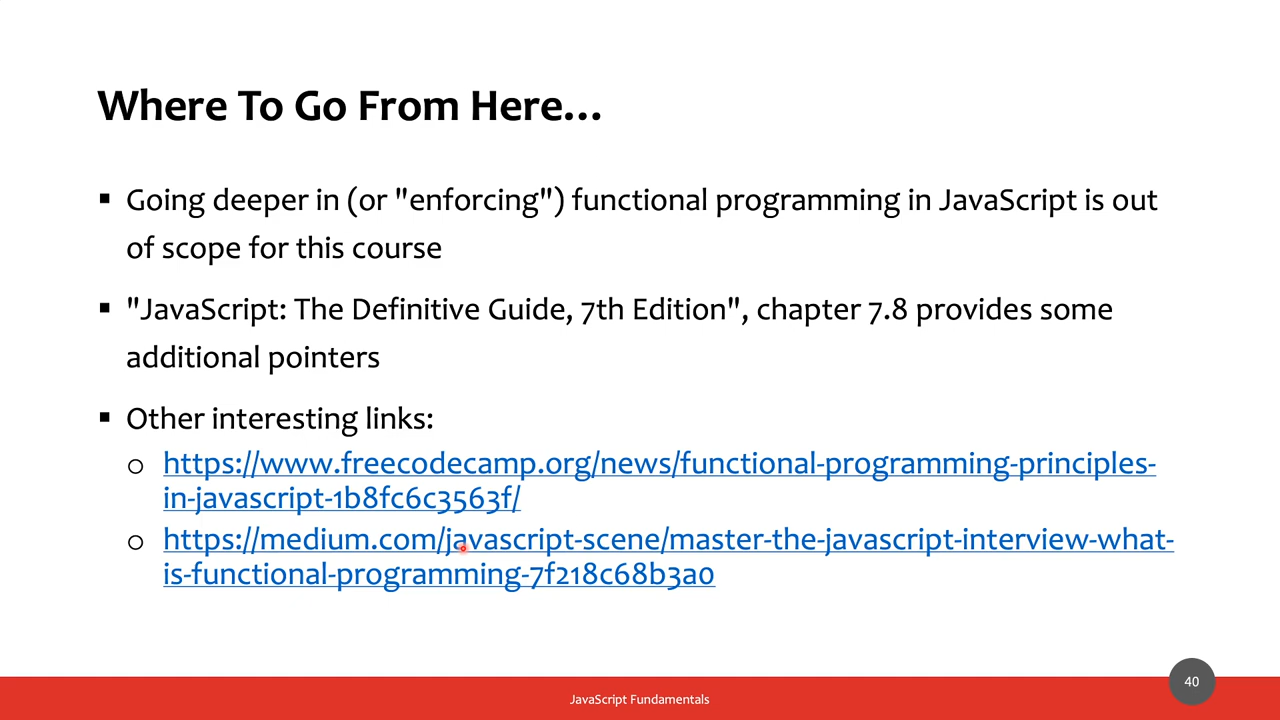 Where To Go From Here...
Going deeper in (or "enforcing") functional programming in JavaScript is out
of scope for this course
"JavaScript: The Definitive Guide, 7th Edition", chapter 7.8 provides some
additional pointers
Other interesting links:
https://www.freecodecamp.org/news/functional-programming-principles-
in-javascript-1b8fc6c3563f/
https://medium.com/javascript-scene/master-the-javascript-interview-what-
is-functional-programming-7f218c68b3a0
40
JavaScript Fundamentals